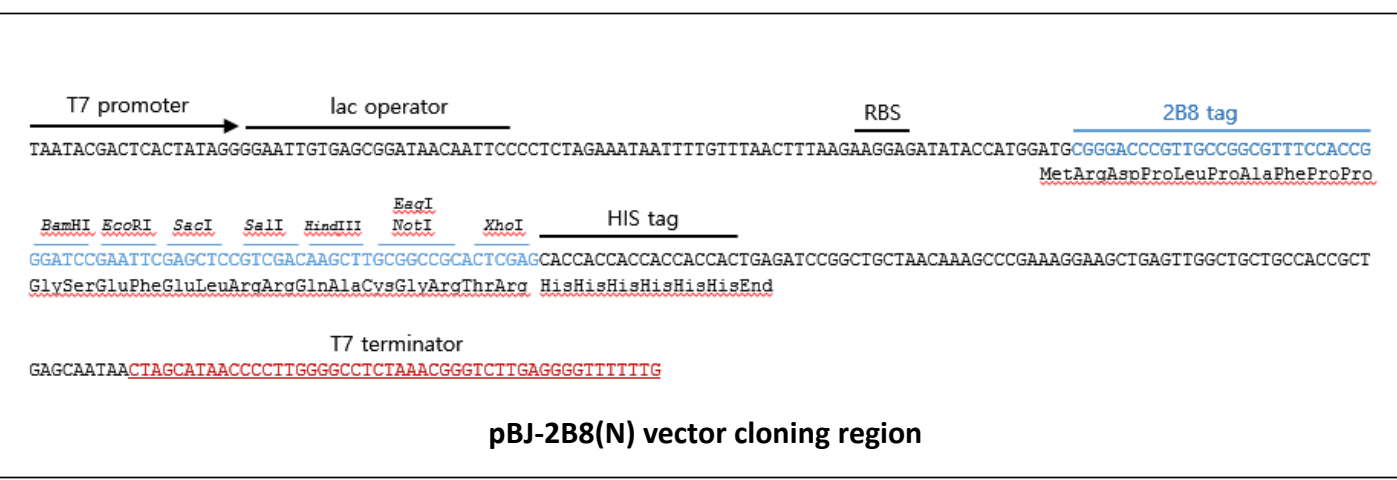 T7 promoter lac operator RBS 2B8 tag
TAATACGACTCACTATAGGGGAATTGTGAGCGGATAACAATTCCCCTCTAGAAATAATTTTGTTTAACTTTAAGAAGGAGATATACCATGGATGCGGGACCCGTTGCCGGCGTTTCCACCG
MetArgAspProLeuProAlaPheProPro
EagI
BamHI EcoRI SacI SalI HindIII NotI XhoI HIS tag
GGATCCGAATTCGAGCTCCGTCGACAAGCTTGCGGCCGCACTCGAGCACCACCACCACCACCACTGAGATCCGGCTGCTAACAAAGCCCGAAAGGAAGCTGAGTTGGCTGCTGCCACCGCT
GlySerGluPheGluLeuArgArgGlnAlaCysGlyArgThrArg HisHisHisHisHisHisEnd
T7 terminator
GAGCAATAACTAGCATAACCCCTTGGGGCCTCTAAACGGGTCTTGAGGGGTTTTTTG
pBJ-2B8(N) vector cloning region